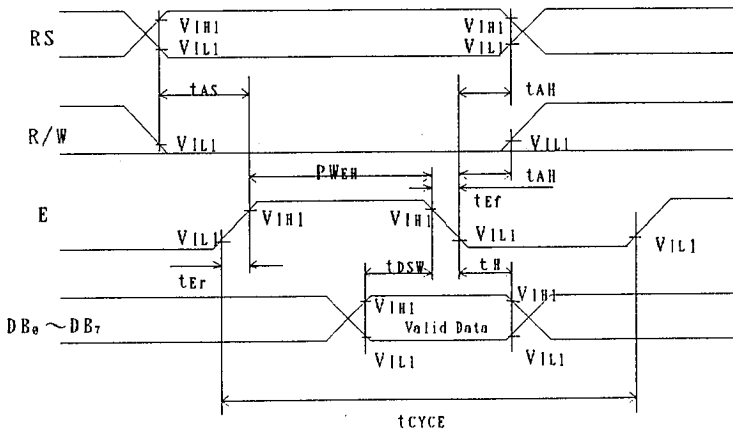 RS
VIH1
VIL1
VIH1
VIL1
tAS
tAH
R/W
VIL1
VIL1
PWEH
tAH
tEf
E
VIH1
VIH1
VIL1
VIL1
VIL1
tEr
tDSW
tH
DB0~DB7
VIH1
Valid Data
VIH1
VIL1
VIL1
tCYCE